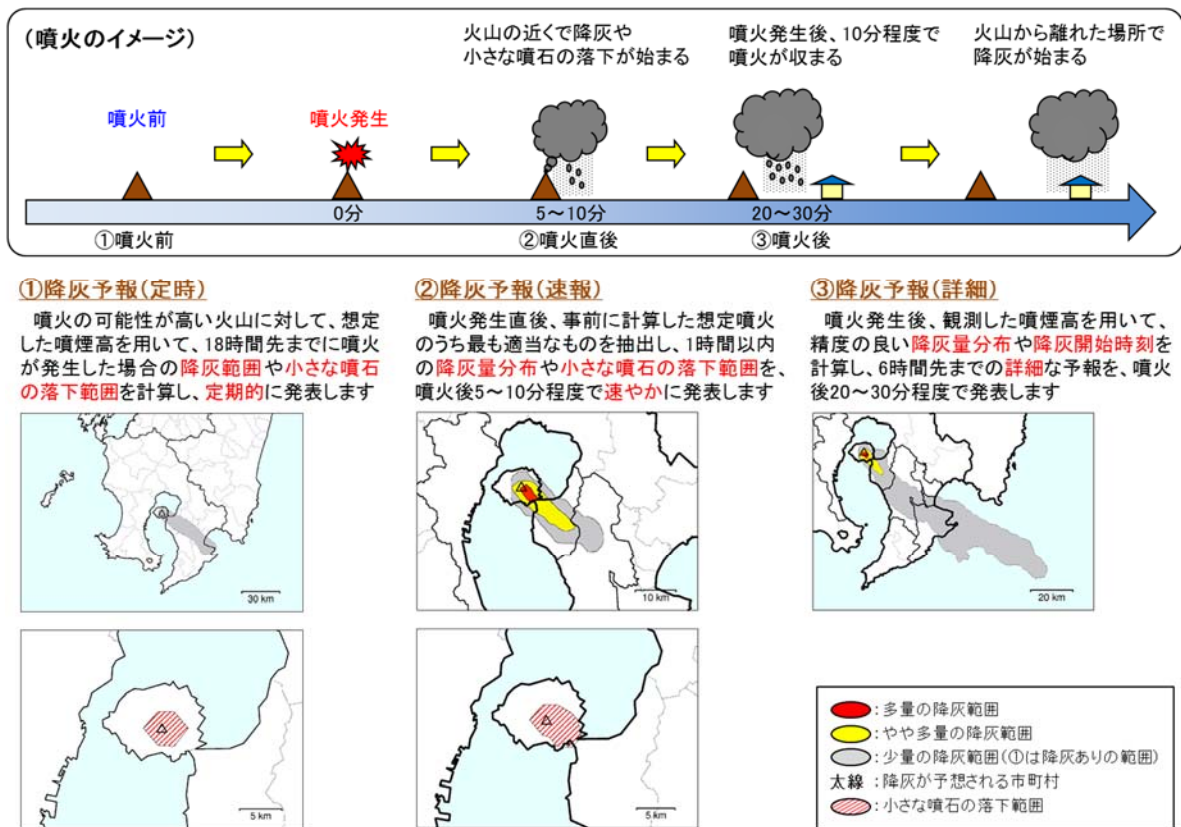 (噴火のイメージ)
火山の近くで降灰や
小さな噴石の落下が始まる
噴火発生後、10分程度で
噴火が収まる
火山から離れた場所で
降灰が始まる
噴火前
噴火発生
0分
5～10分
20～30分
①噴火前
②噴火直後
③噴火後
①降灰予報(定時)
噴火の可能性が高い火山に対して、想定
した噴煙高を用いて、18時間先までに噴火
が発生した場合の降灰範囲や小さな噴石
の落下範囲を計算し、定期的に発表します
30 km
5 km
②降灰予報(速報)
噴火発生直後、事前に計算した想定噴火
のうち最も適当なものを抽出し、1時間以内
の降灰量分布や小さな噴石の落下範囲を、
噴火後5～10分程度で速やかに発表します
10 km
5 km
③降灰予報(詳細)
噴火発生後、観測した噴煙高を用いて、
精度の良い降灰量分布や降灰開始時刻を
計算し、6時間先までの詳細な予報を、噴火
後20～30分程度で発表します
20 km
:多量の降灰範囲
:やや多量の降灰範囲
:少量の降灰範囲(①は降灰ありの範囲)
太線 :降灰が予想される市町村
:小さな噴石の落下範囲